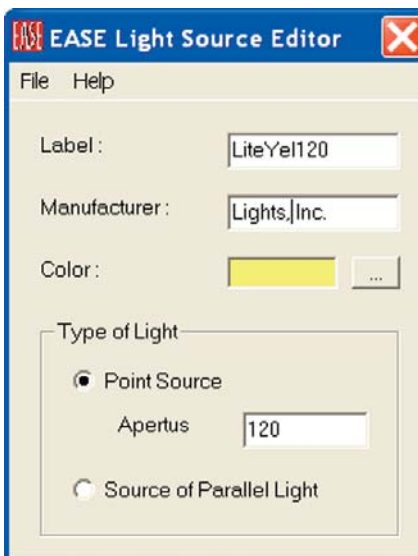 EASE EASE Light Source Editor
File Help
Label :
LiteYel120
Manufacturer :
Lights, Inc.
Color :
...
Type of Light
Point Source
Apertus
120
Source of Parallel Light